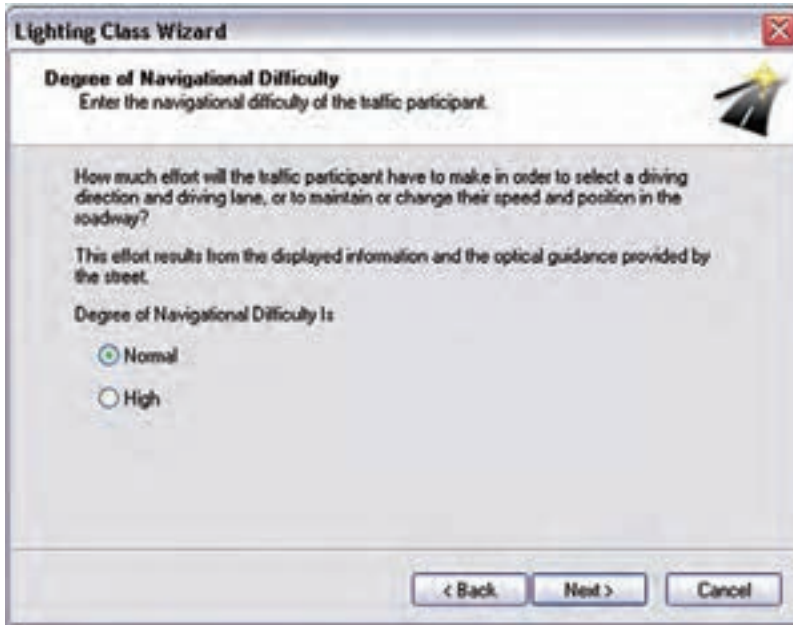 Lighting Class Wizard
Degree of Navigational Difficulty
Enter the navigational difficulty of the traffic participant.
How much effort will the traffic participant have to make in order to select a driving
direction and driving lane, or to maintain or change their speed and position in the
roadway?
This effort results from the displayed information and the optical guidance provided by
the street.
Degree of Navigational Difficulty Is
Normal
High
< Back
Next >
Cancel